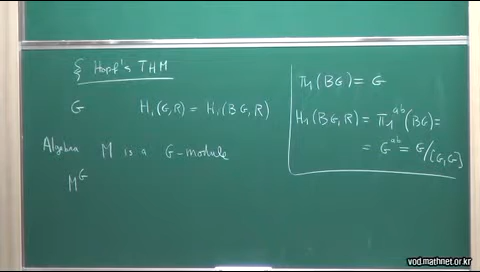 § Hopf's THM
G H₁(G,R) = H₁(BG,R)
Algebra M is a G-module
M^G
π₁(BG) = G
H₁(BG,R) = π₁^ab(BG) =
= G^ab = G/[G,G]
vod.mathnet.or.kr